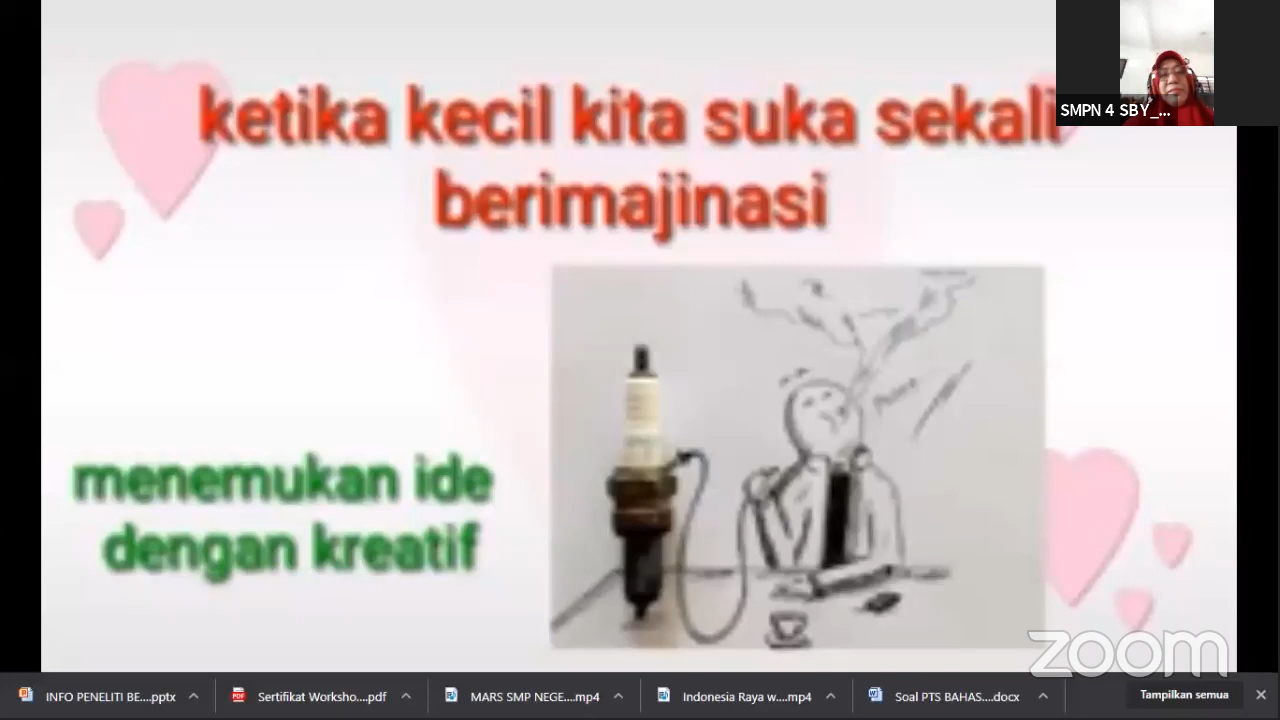 ketika kecil kita suka sekali
berimajinasi
SMPN 4 SBY_...
menemukan ide
dengan kreatif
zoom
INFO PENELITI BE....pptx
Sertifikat Worksho....pdf
MARS SMP NEGE....mp4
Indonesia Raya w....mp4
Soal PTS BAHAS....docx
Tampilkan semua